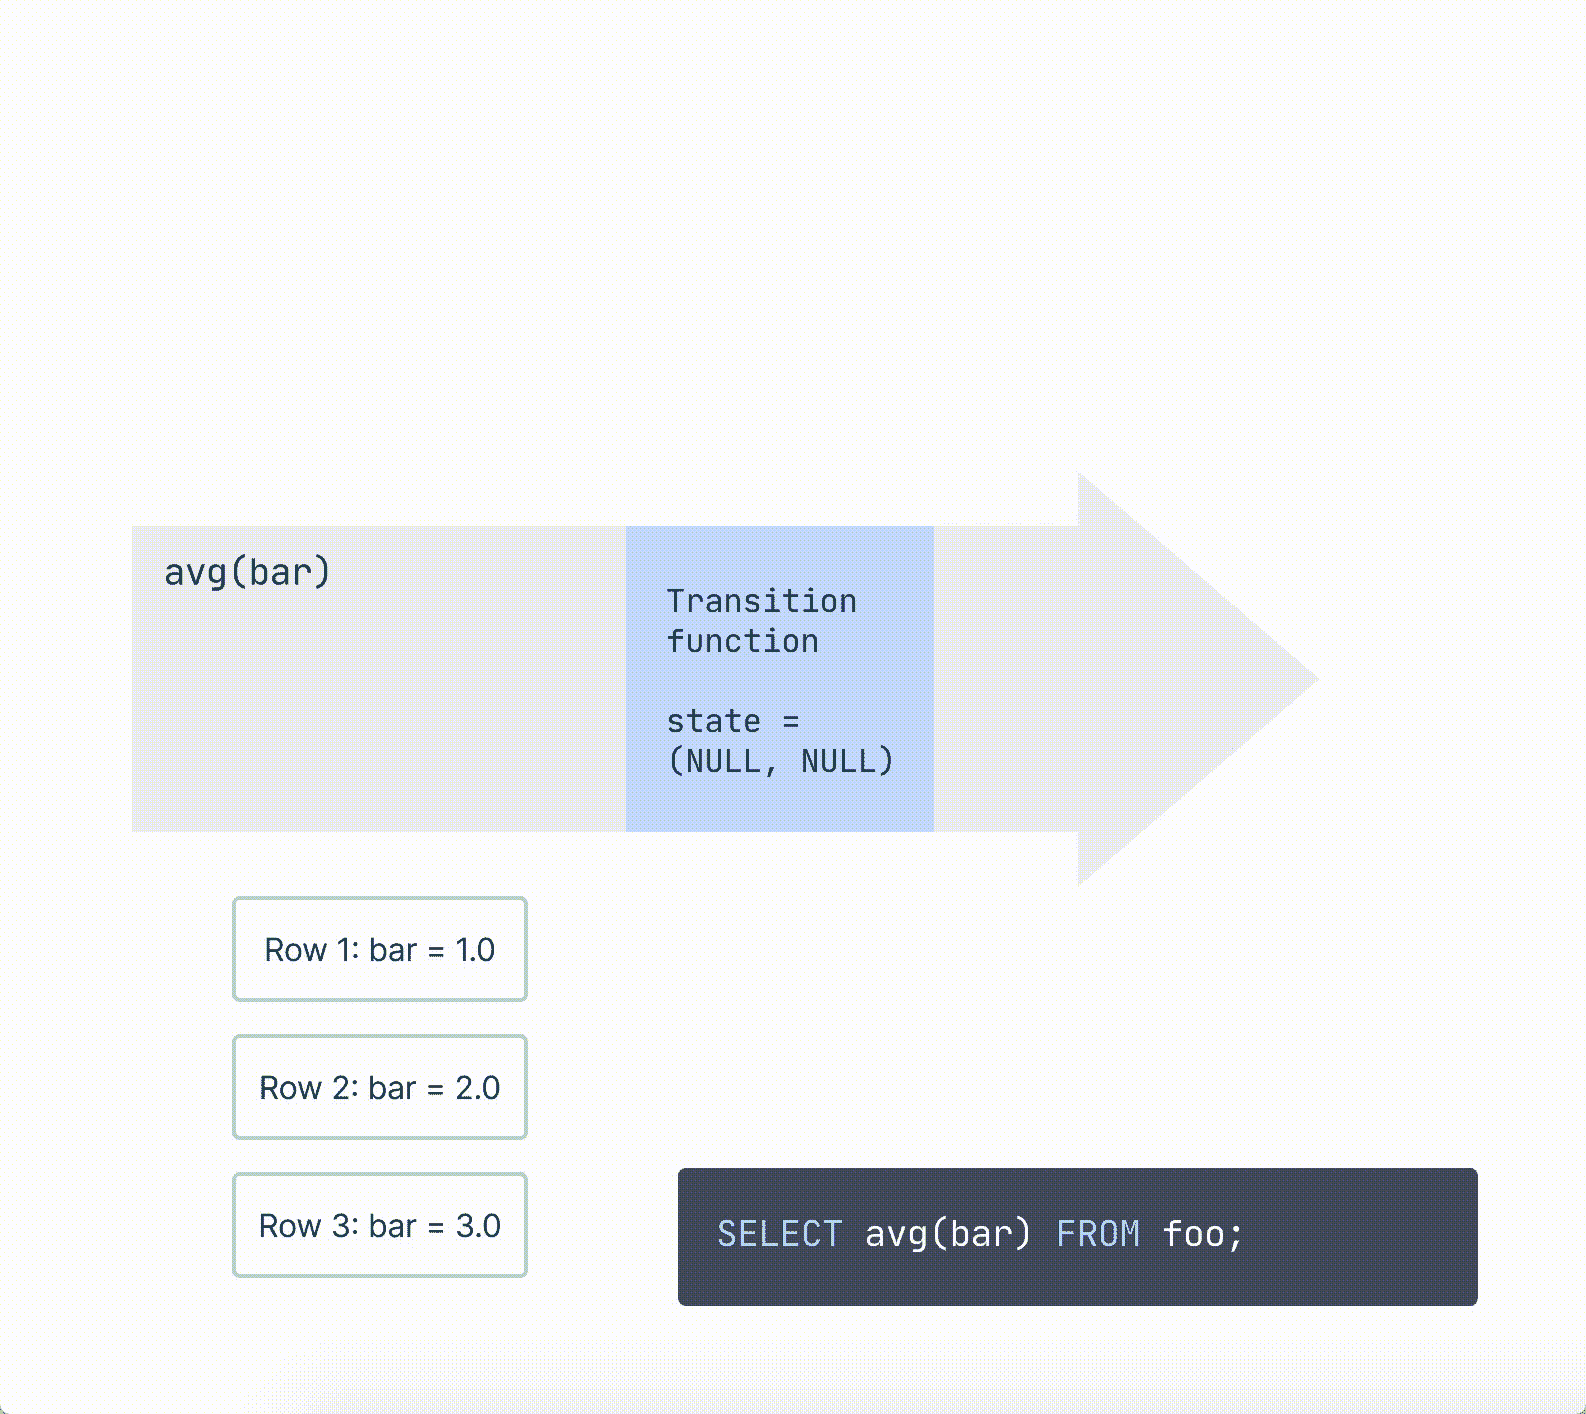 avg(bar)
Transition
function
state =
(NULL, NULL)
Row 1: bar = 1.0
Row 2: bar = 2.0
Row 3: bar = 3.0
SELECT avg(bar) FROM foo;